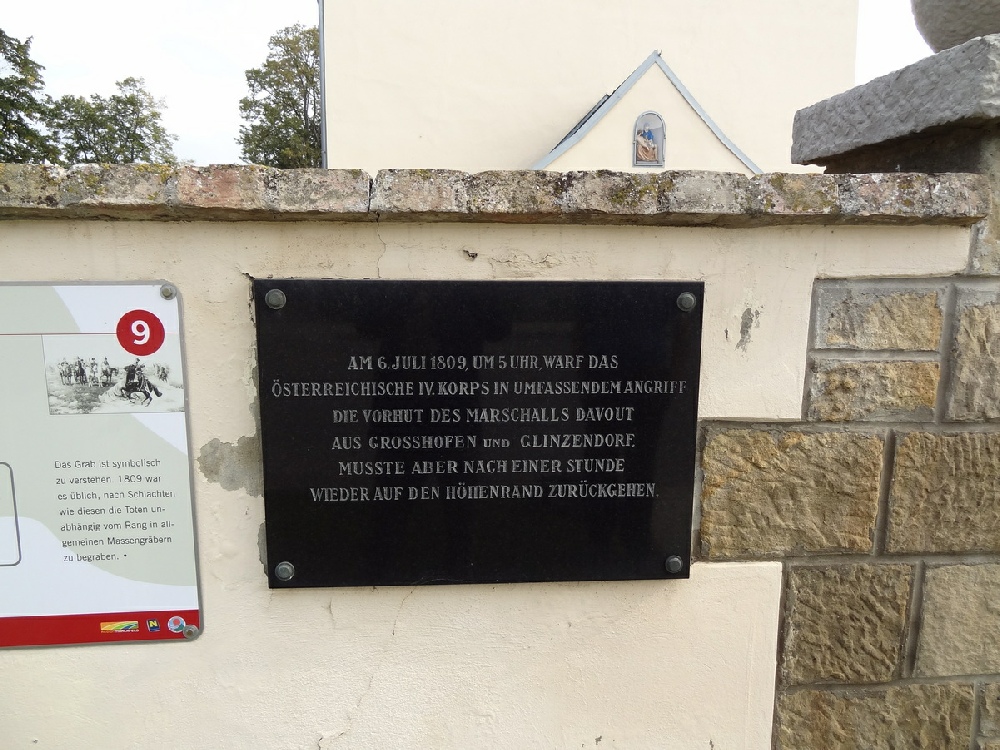 9
Das Grab ist symbolisch
zu verstehen. 1809 war
es üblich, nach Schlachten
wie diesen die Toten un-
abhängig vom Rang in all-
gemeinen Massengräbern
zu begraben.
AM 6. JULI 1809, UM 5 UHR, WARF DAS
ÖSTERREICHISCHE IV. KORPS IN UMFASSENDEM ANGRIFF
DIE VORHUT DES MARSCHALLS DAVOUT
AUS GROSSHOFEN UND GLINZENDORF.
MUSSTE ABER NACH EINER STUNDE
WIEDER AUF DEN HÖHENRAND ZURÜCKGEHEN.